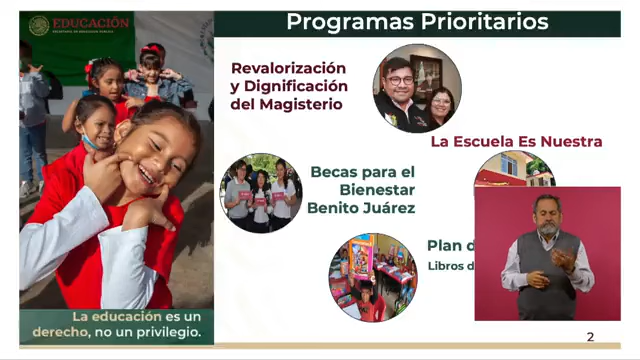 EDUCACIÓN
SECRETARÍA DE EDUCACIÓN PÚBLICA
Programas Prioritarios
Revalorización
y Dignificación
del Magisterio
La Escuela Es Nuestra
Becas para el
Bienestar
Benito Juárez
Plan d
Libros d
La educación es un
derecho, no un privilegio.
2